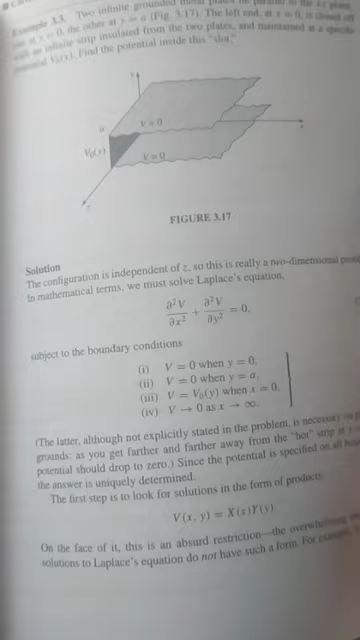 Example 3.3. Two infinite grounded metal plates lie parallel to the xz plane,
one at y = 0, the other at y = a (Fig. 3.17). The left end, at x = 0, is closed off
with an infinite strip insulated from the two plates, and maintained at a specific
potential V₀(y). Find the potential inside this "slot."
y
a
V = 0
V₀(y)
V = 0
x
z
FIGURE 3.17
Solution
The configuration is independent of z, so this is really a two-dimensional
In mathematical terms, we must solve Laplace's equation,
∂²V/∂x² + ∂²V/∂y² = 0,
subject to the boundary conditions
(i) V = 0 when y = 0,
(ii) V = 0 when y = a,
(iii) V = V₀(y) when x = 0,
(iv) V → 0 as x → ∞.
(The latter, although not explicitly stated in the problem, is necessary on
grounds: as you get farther and farther away from the "hot" strip at
potential should drop to zero.) Since the potential is specified on all
the answer is uniquely determined.
The first step is to look for solutions in the form of products:
V(x, y) = X(x)Y(y).
On the face of it, this is an absurd restriction—the overwhelming
solutions to Laplace's equation do not have such a form. For example,